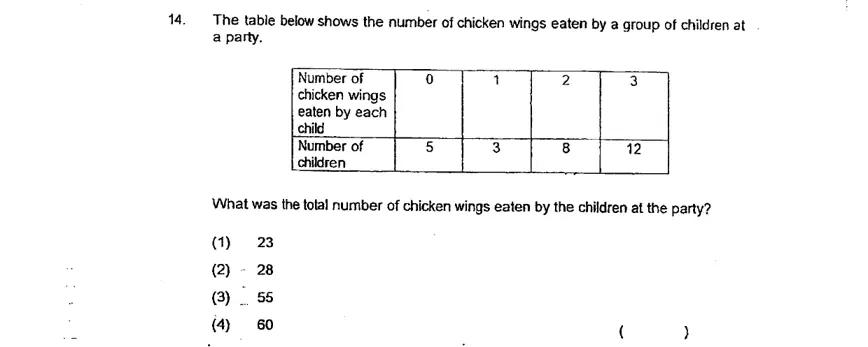 14. The table below shows the number of chicken wings eaten by a group of children at
a party.
Number of 0 1 2 3
chicken wings
eaten by each
child
Number of 5 3 8 12
children
What was the total number of chicken wings eaten by the children at the party?
(1) 23
(2) 28
(3) 55
(4) 60
( )